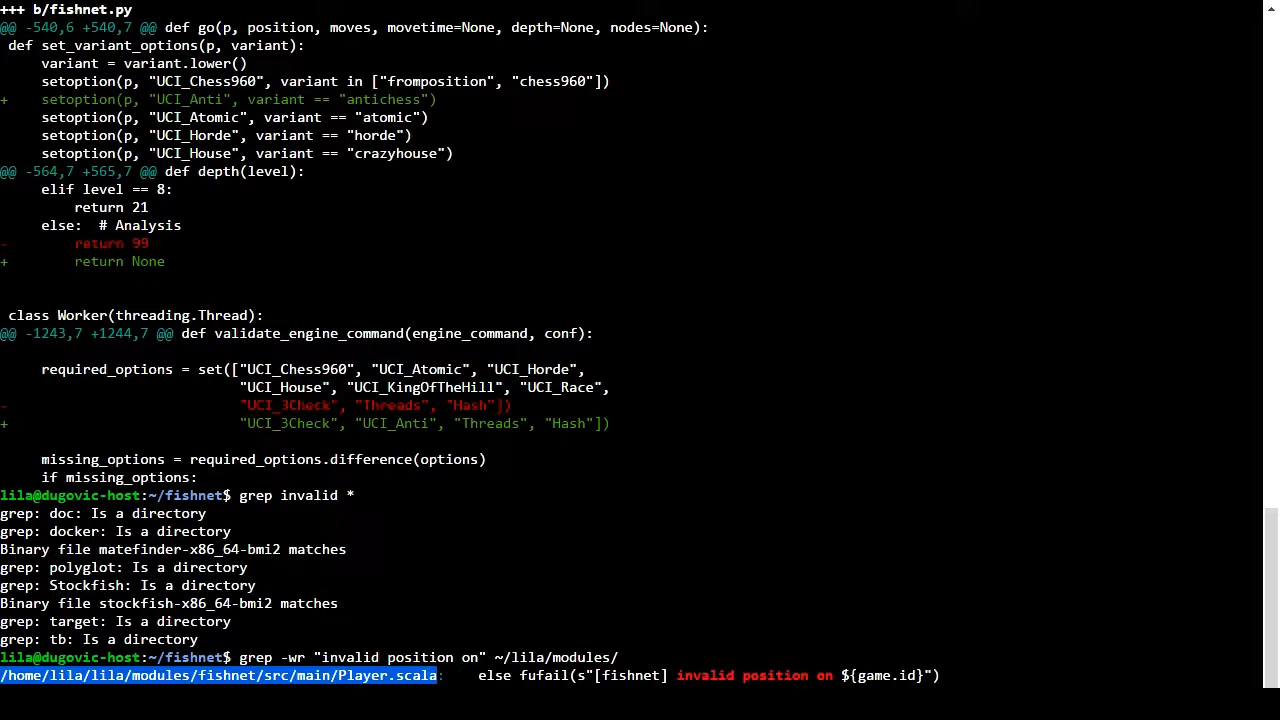 +++ b/fishnet.py
@@ -540,6 +540,7 @@ def go(p, position, moves, movetime=None, depth=None, nodes=None):
 def set_variant_options(p, variant):
     variant = variant.lower()
     setoption(p, "UCI_Chess960", variant in ["fromposition", "chess960"])
+    setoption(p, "UCI_Anti", variant == "antichess")
     setoption(p, "UCI_Atomic", variant == "atomic")
     setoption(p, "UCI_Horde", variant == "horde")
     setoption(p, "UCI_House", variant == "crazyhouse")
@@ -564,7 +565,7 @@ def depth(level):
     elif level == 8:
         return 21
     else:  # Analysis
-        return 99
+        return None
 class Worker(threading.Thread):
@@ -1243,7 +1244,7 @@ def validate_engine_command(engine_command, conf):
     required_options = set(["UCI_Chess960", "UCI_Atomic", "UCI_Horde",
                             "UCI_House", "UCI_KingOfTheHill", "UCI_Race",
-                            "UCI_3Check", "Threads", "Hash"])
+                            "UCI_3Check", "UCI_Anti", "Threads", "Hash"])
     missing_options = required_options.difference(options)
     if missing_options:
lila@dugovic-host:~/fishnet$ grep invalid *
grep: doc: Is a directory
grep: docker: Is a directory
Binary file matefinder-x86_64-bmi2 matches
grep: polyglot: Is a directory
grep: Stockfish: Is a directory
Binary file stockfish-x86_64-bmi2 matches
grep: target: Is a directory
grep: tb: Is a directory
lila@dugovic-host:~/fishnet$ grep -wr "invalid position on" ~/lila/modules/
/home/lila/lila/modules/fishnet/src/main/Player.scala:    else fufail(s"[fishnet] invalid position on ${game.id}")